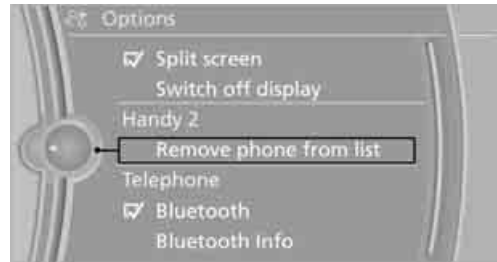 Options
Split screen
Switch off display
Handy 2
Remove phone from list
Telephone
Bluetooth
Bluetooth Info